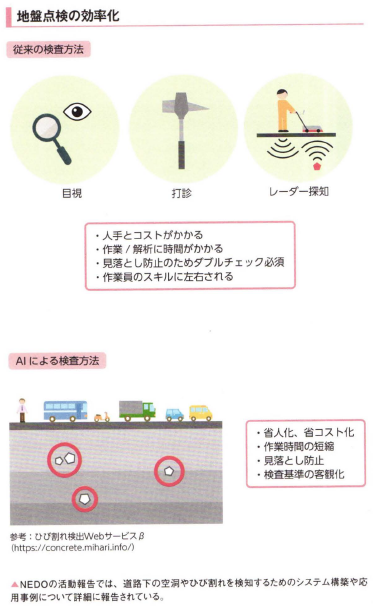 地盤点検の効率化
従来の検査方法
目視
打診
レーダー探知
・人手とコストがかかる
・作業 / 解析に時間がかかる
・見落とし防止のためダブルチェック必須
・作業員のスキルに左右される
AI による検査方法
・省人化、省コスト化
・作業時間の短縮
・見落とし防止
・検査基準の客観化
参考：ひび割れ検出Webサービスβ
(https://concrete.mihari.info/)
▲NEDOの活動報告では、道路下の空洞やひび割れを検知するためのシステム構築や応
用事例について詳細に報告されている。